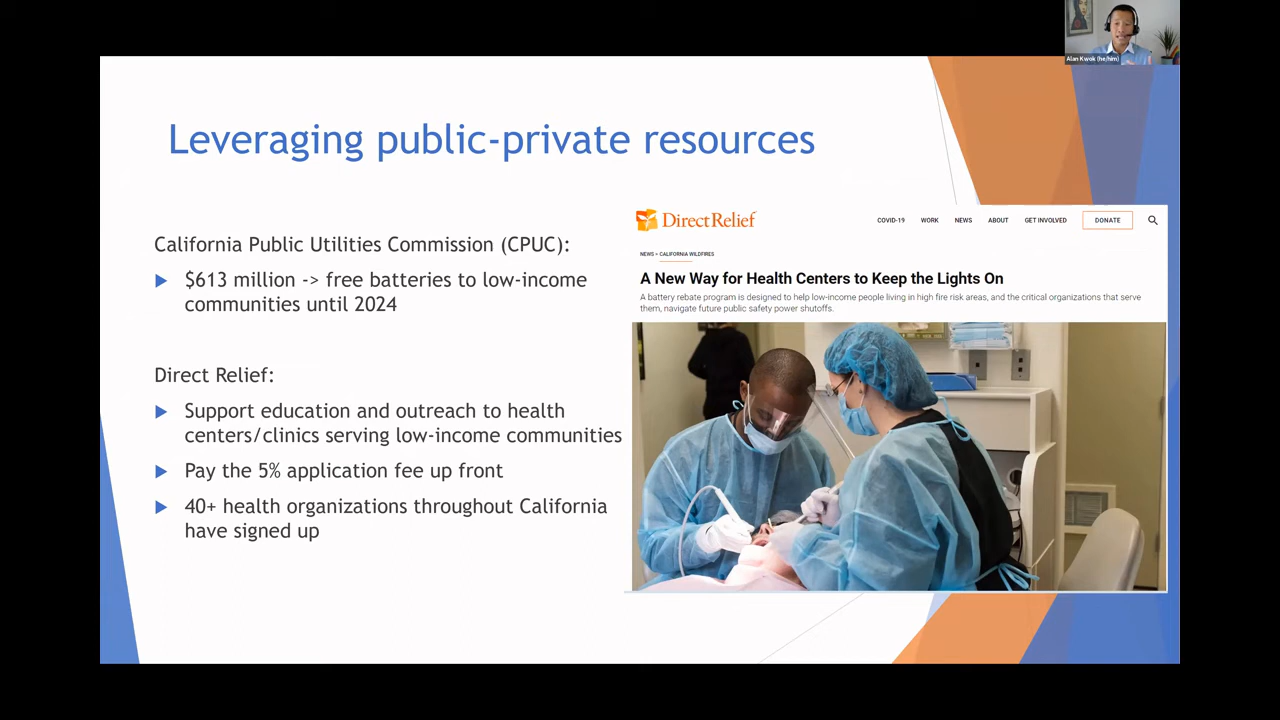 Alan Kwok (he/him)
Leveraging public-private resources
California Public Utilities Commission (CPUC):
$613 million -> free batteries to low-income
communities until 2024
Direct Relief:
Support education and outreach to health
centers/clinics serving low-income communities
Pay the 5% application fee up front
40+ health organizations throughout California
have signed up
DirectRelief
COVID-19 WORK NEWS ABOUT GET INVOLVED DONATE
NEWS > CALIFORNIA WILDFIRES
A New Way for Health Centers to Keep the Lights On
A battery rebate program is designed to help low-income people living in high fire risk areas, and the critical organizations that serve
them, navigate future public safety power shutoffs.